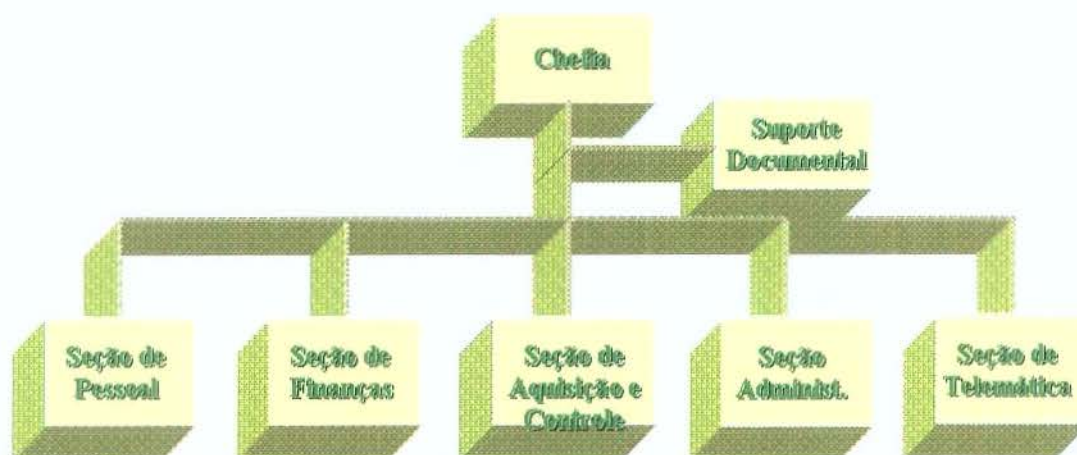 Chefia
Suporte
Documental
Seção de
Pessoal
Seção de
Finanças
Seção de
Aquisição e
Controle
Seção
Administ.
Seção de
Telemática